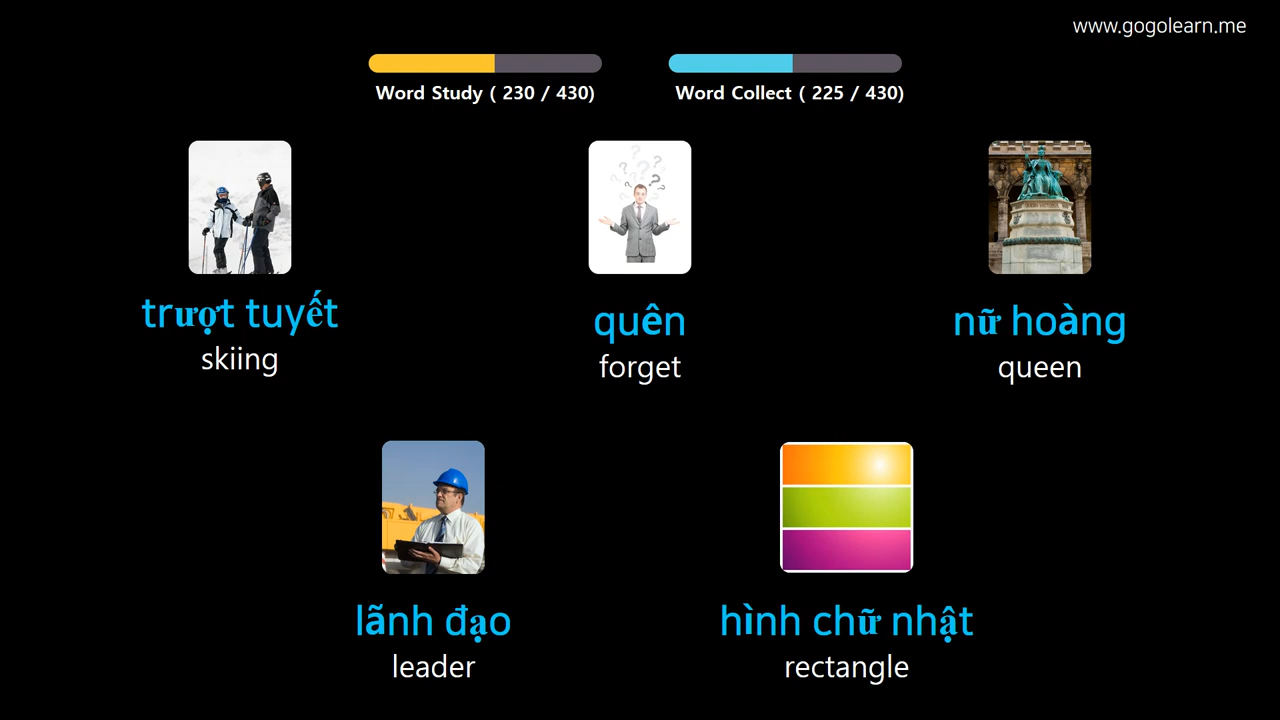 www.gogolearn.me
Word Study ( 230 / 430)
Word Collect ( 225 / 430)
trượt tuyết
skiing
quên
forget
nữ hoàng
queen
lãnh đạo
leader
hình chữ nhật
rectangle